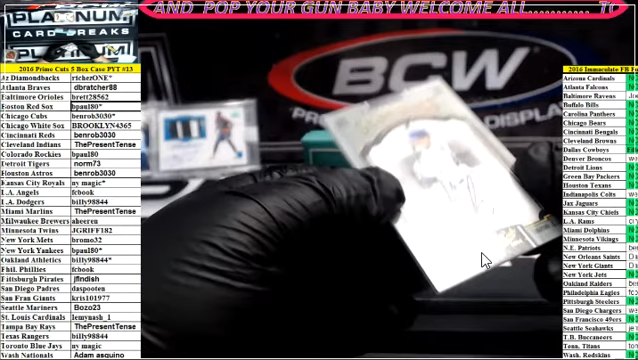 AND POP YOUR GUN BABY WELCOME ALL............. To
PLATINUM
CARD BREAKS
PLATINUM
BCW
PR
2016 Prime Cuts 5 Box Case PYT #13
Az Diamondbacks richezONE*
Atlanta Braves dbratcher88
Baltimore Orioles brett28562
Boston Red Sox bpaul80*
Chicago Cubs benrob3030*
Chicago White Sox BROOKLYN4365
Cincinnati Reds benrob3030
Cleveland Indians ThePresentTense
Colorado Rockies bpaul80
Detroit Tigers norm73
Houston Astros benrob3030
Kansas City Royals ny magic*
L.A. Angels fcbook
L.A. Dodgers billy9844
Miami Marlins ThePresentTense
Milwaukee Brewers aheereu
Minnesota Twins JGRIFF182
New York Mets bromo32
New York Yankees bpaul80*
Oakland Athletics billy9844*
Phil. Phillies fcbook
Pittsburgh Pirates jfindish
San Diego Padres daspooten
San Fran Giants kris101977
Seattle Mariners Bozo23
St. Louis Cardinals lemynash_1
Tampa Bay Rays ThePresentTense
Texas Rangers billy9844
Toronto Blue Jays ny magic
Wash Nationals Adam asquino
2016 Immaculate FB
Arizona Cardinals
Atlanta Falcons
Baltimore Ravens
Buffalo Bills
Carolina Panthers
Chicago Bears
Cincinnati Bengals
Cleveland Browns
Dallas Cowboys
Denver Broncos
Detroit Lions
Green Bay Packers
Houston Texans
Indianapolis Colts
Jax Jaguars
Kansas City Chiefs
L.A. Rams
Miami Dolphins
Minnesota Vikings
N.E. Patriots
New Orleans Saints
New York Giants
New York Jets
Oakland Raiders
Philadelphia Eagles
Pittsburgh Steelers
San Diego Chargers
San Francisco 49ers
Seattle Seahawks
T.B. Buccaneers
Tenn. Titans
Wash. Redskins